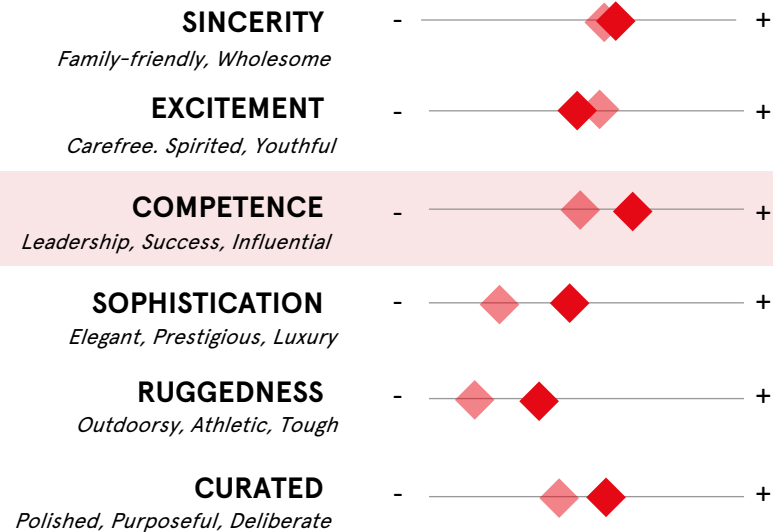 SINCERITY - +
Family-friendly, Wholesome
EXCITEMENT - +
Carefree. Spirited, Youthful
COMPETENCE - +
Leadership, Success, Influential
SOPHISTICATION - +
Elegant, Prestigious, Luxury
RUGGEDNESS - +
Outdoorsy, Athletic, Tough
CURATED - +
Polished, Purposeful, Deliberate